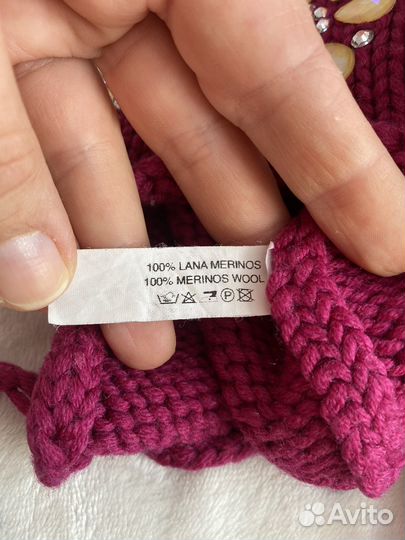 100% LANA MERINOS
100% MERINOS WOOL
P
Avito